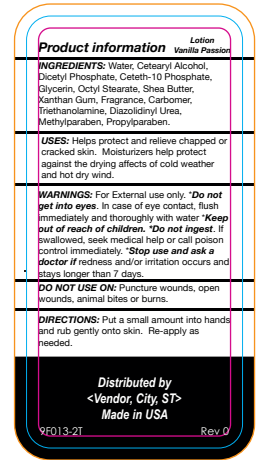 Product information Lotion
Vanilla Passion
INGREDIENTS: Water, Cetearyl Alcohol,
Dicetyl Phosphate, Ceteth-10 Phosphate,
Glycerin, Octyl Stearate, Shea Butter,
Xanthan Gum, Fragrance, Carbomer,
Triethanolamine, Diazolidinyl Urea,
Methylparaben, Propylparaben.
USES: Helps protect and relieve chapped or
cracked skin. Moisturizers help protect
against the drying affects of cold weather
and hot dry wind.
WARNINGS: For External use only. *Do not
get into eyes. In case of eye contact, flush
immediately and thoroughly with water *Keep
out of reach of children. *Do not ingest. If
swallowed, seek medical help or call poison
control immediately. *Stop use and ask a
doctor if redness and/or irritation occurs and
stays longer than 7 days.
DO NOT USE ON: Puncture wounds, open
wounds, animal bites or burns.
DIRECTIONS: Put a small amount into hands
and rub gently onto skin. Re-apply as
needed.
Distributed by
<Vendor, City, ST>
Made in USA
9F013-2T Rev 0